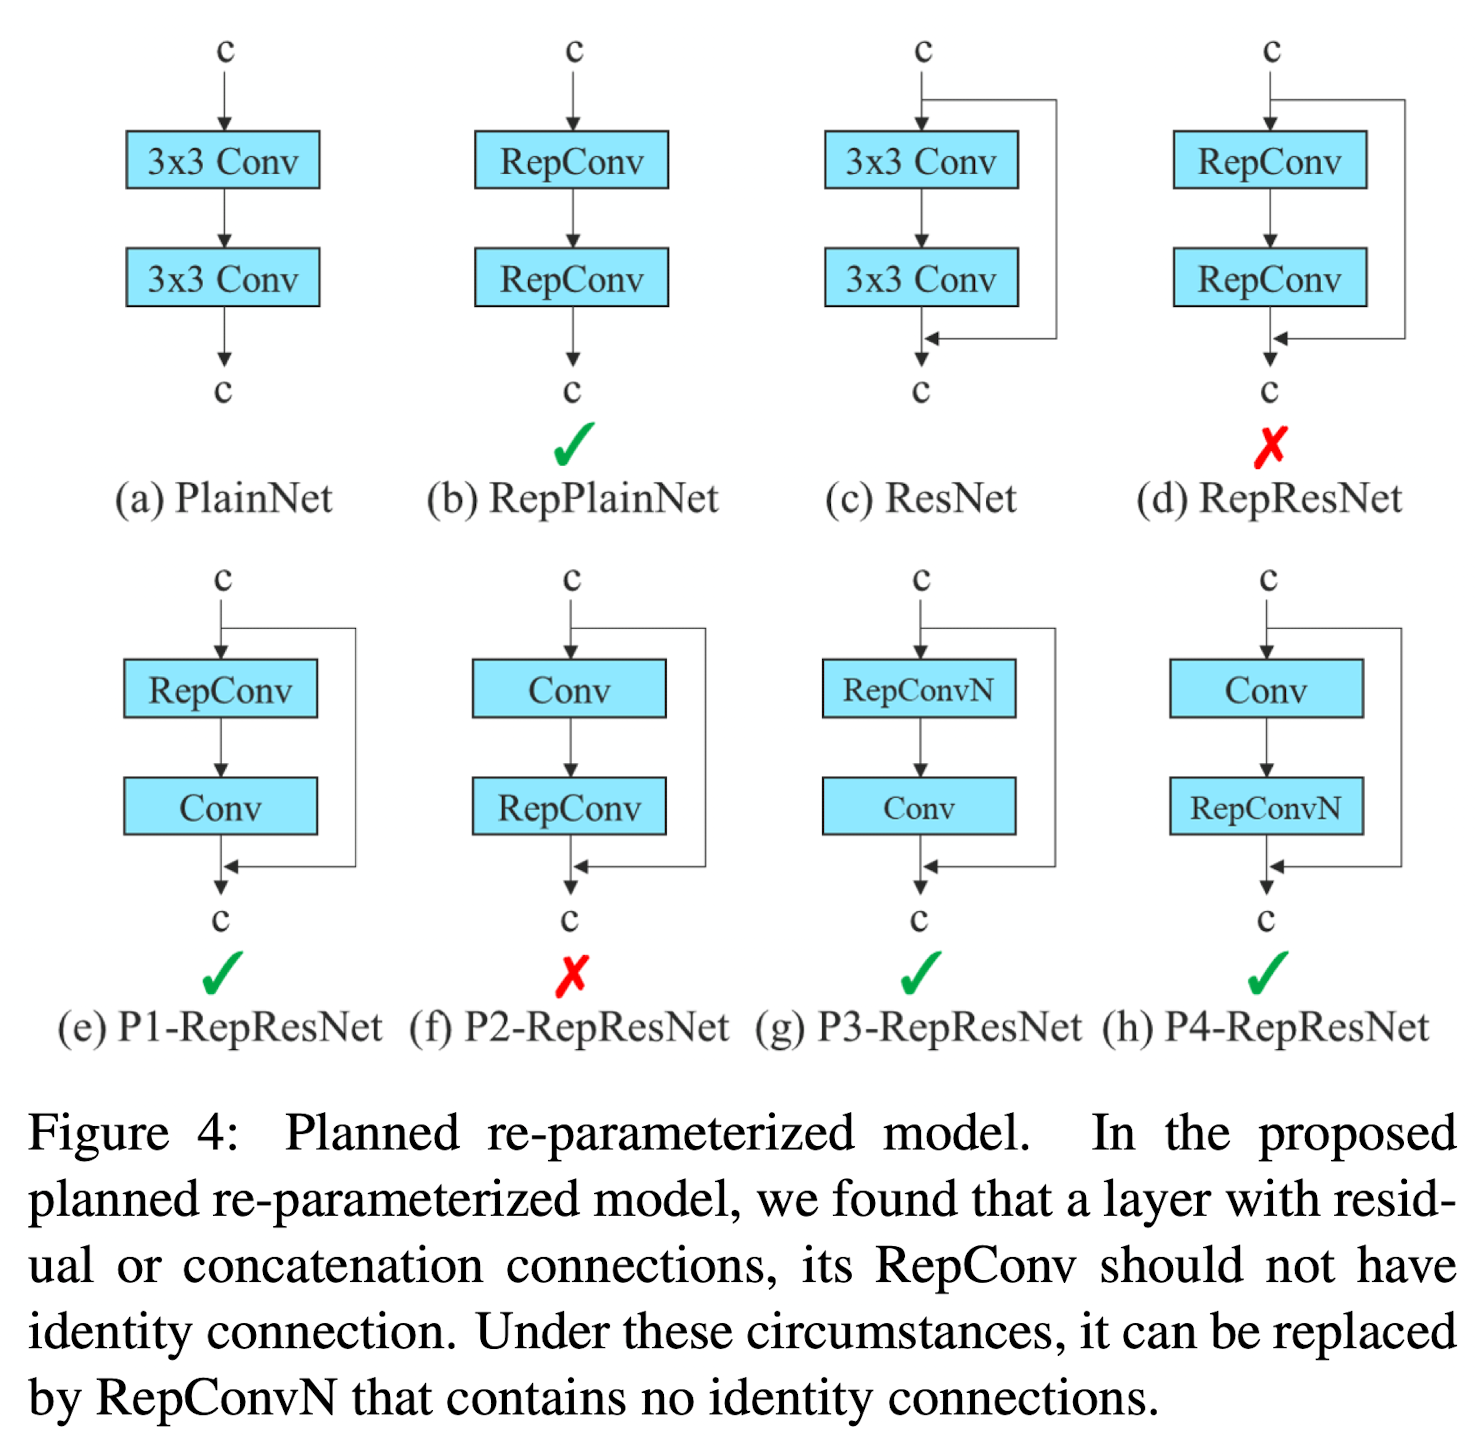 c c c c
3x3 Conv RepConv 3x3 Conv RepConv
3x3 Conv RepConv 3x3 Conv RepConv
c c c c
(a) PlainNet (b) RepPlainNet (c) ResNet (d) RepResNet
c c c c
RepConv Conv RepConvN Conv
Conv RepConv Conv RepConvN
c c c c
(e) P1-RepResNet (f) P2-RepResNet (g) P3-RepResNet (h) P4-RepResNet
Figure 4: Planned re-parameterized model. In the proposed
planned re-parameterized model, we found that a layer with resid-
ual or concatenation connections, its RepConv should not have
identity connection. Under these circumstances, it can be replaced
by RepConvN that contains no identity connections.